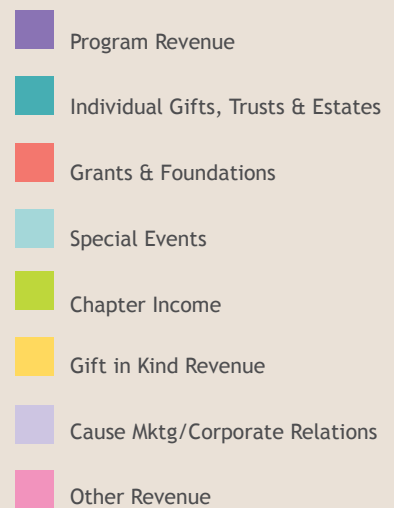 Program Revenue
Individual Gifts, Trusts & Estates
Grants & Foundations
Special Events
Chapter Income
Gift in Kind Revenue
Cause Mktg/Corporate Relations
Other Revenue